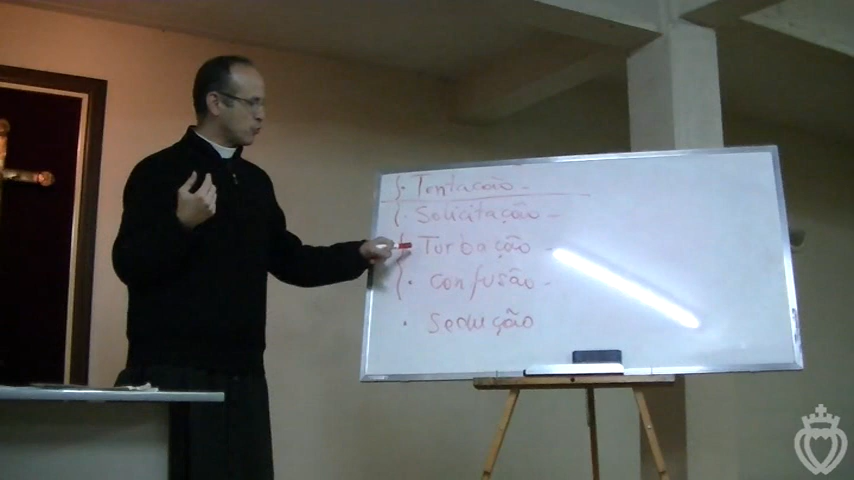 · Tentação -
· Solicitação -
· Turbação -
· confusão -
· Sedução